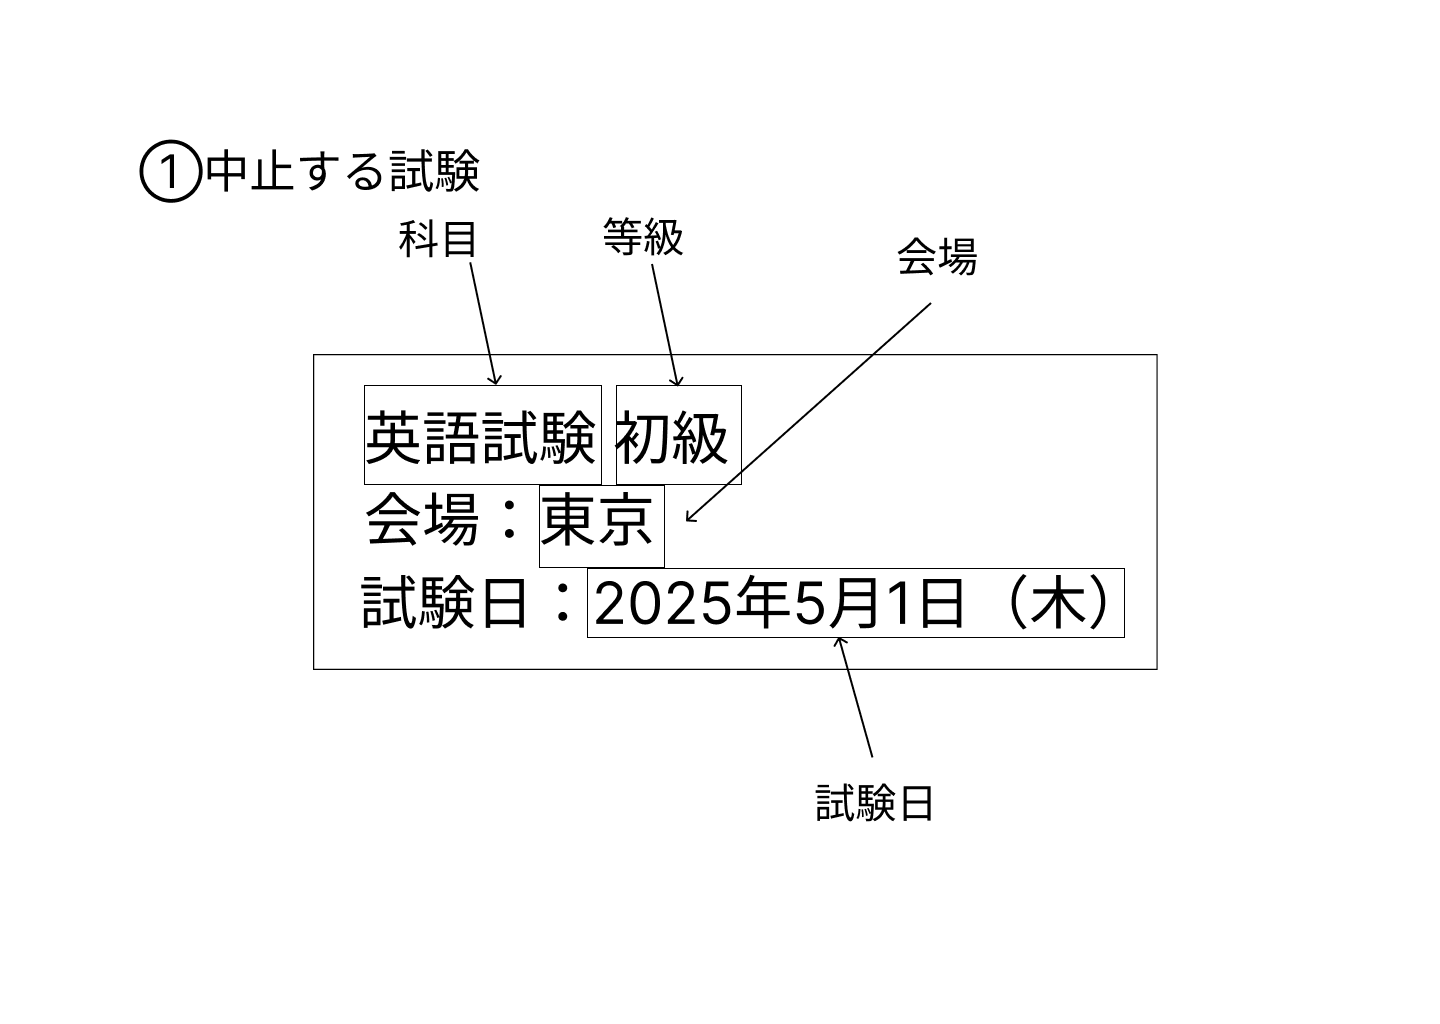 ①中止する試験
科目
等級
会場
英語試験 初級
会場：東京
試験日：2025年5月1日（木）
試験日